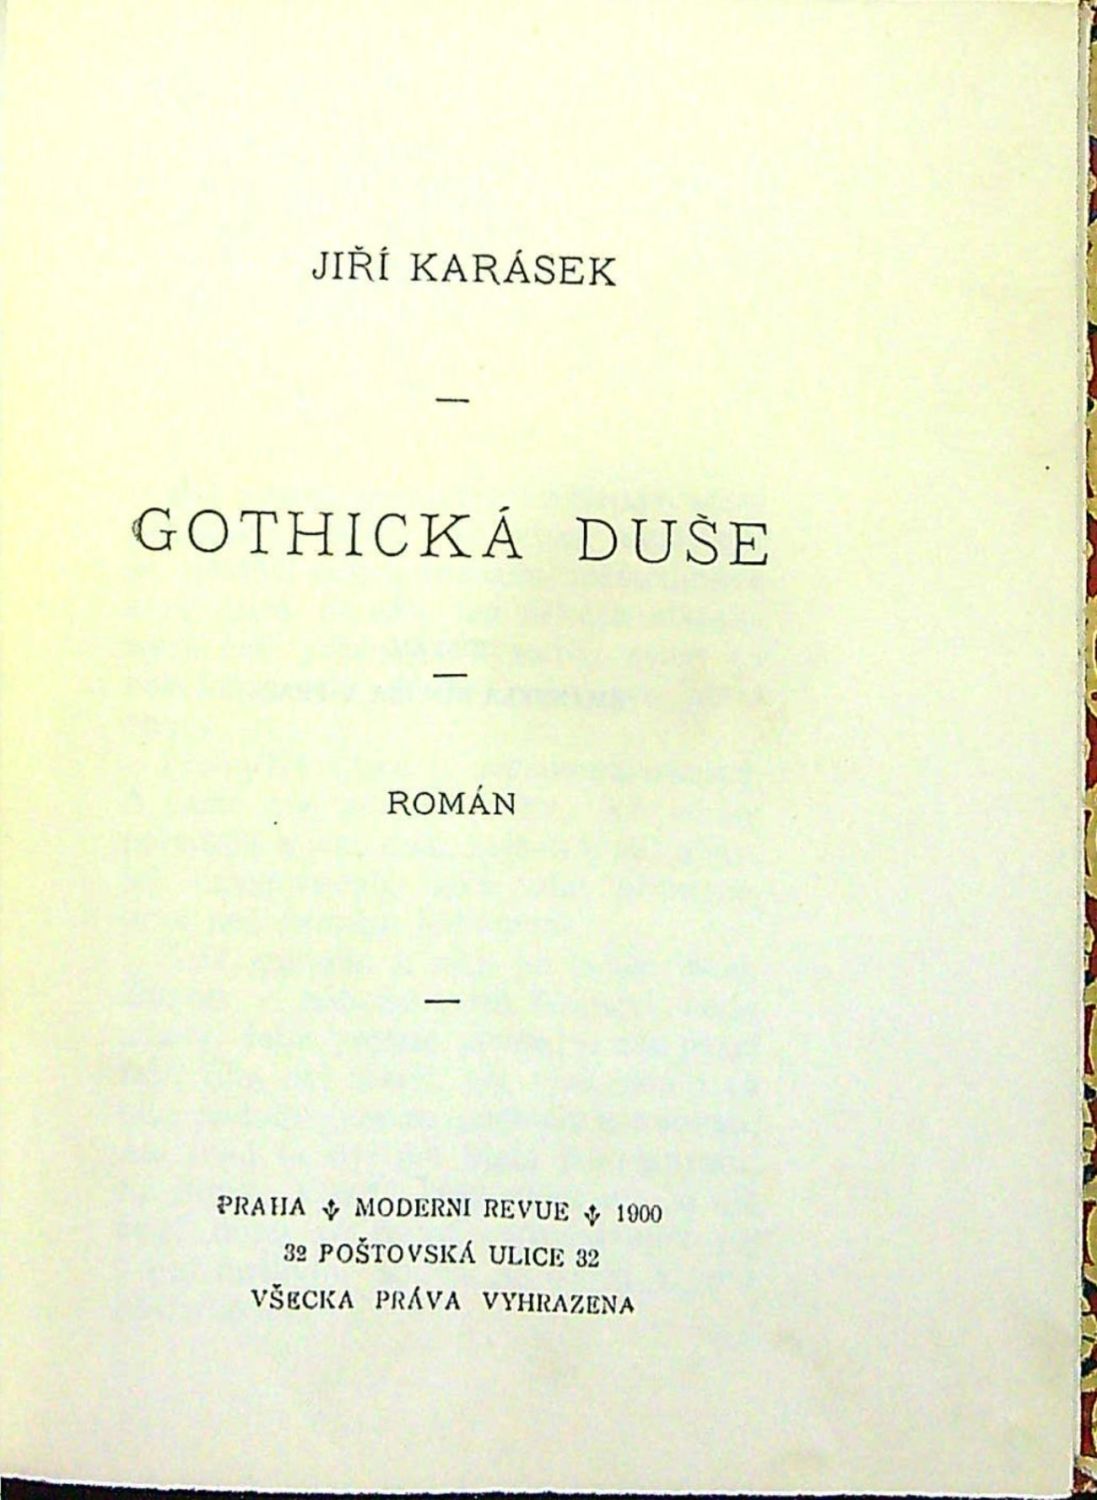 JIŘÍ KARÁSEK
—
GOTHICKÁ DUŠE
—
ROMÁN
—
PRAHA ⚜ MODERNI REVUE ⚜ 1900
32 POŠTOVSKÁ ULICE 32
VŠECKA PRÁVA VYHRAZENA